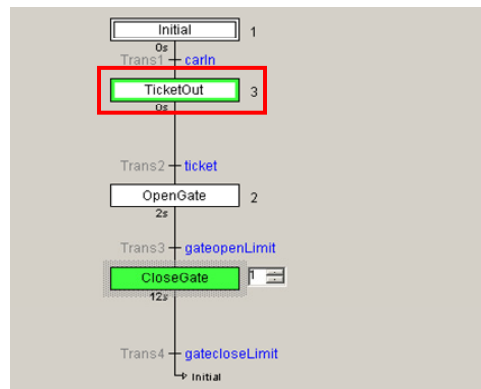 Initial 1
0s
Trans1 carIn
TicketOut 3
0s
Trans2 ticket
OpenGate 2
2s
Trans3 gateopenLimit
CloseGate 1
12s
Trans4 gatecloseLimit
Initial